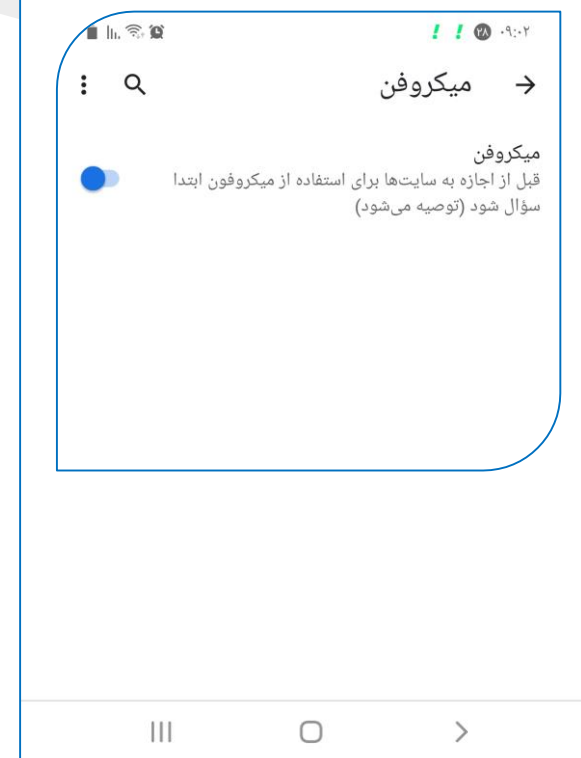 ۰۹:۰۲ ۲۸ ! !
میکروفن
میکروفن
قبل از اجازه به سایت‌ها برای استفاده از میکروفون ابتدا
سؤال شود (توصیه می‌شود)